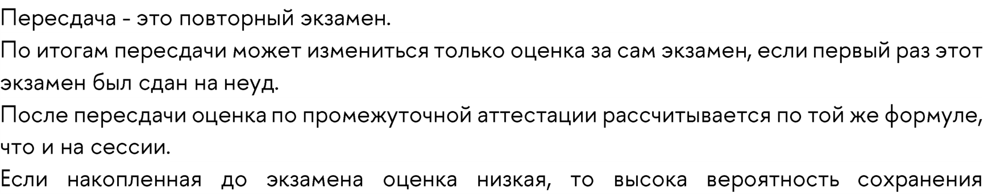 Пересдача - это повторный экзамен.
По итогам пересдачи может измениться только оценка за сам экзамен, если первый раз этот
экзамен был сдан на неуд.
После пересдачи оценка по промежуточной аттестации рассчитывается по той же формуле,
что и на сессии.
Если накопленная до экзамена оценка низкая, то высока вероятность сохранения